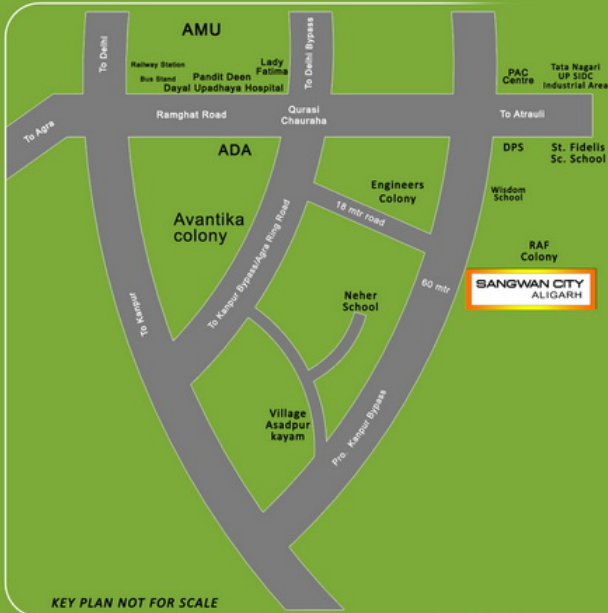 AMU
To Delhi
Railway Station
Bus Stand
Pandit Deen
Dayal Upadhaya Hospital
Lady
Fatima
To Delhi Bypass
PAC
Centre
Tata Nagari
UP SIDC
Industrial Area
To Agra
Ramghat Road
Qurasi
Chauraha
To Atrauli
ADA
DPS
St. Fidelis
Sc. School
Engineers
Colony
Wisdom
School
18 mtr road
Avantika
colony
RAF
Colony
To Kanpur Bypass/Agra Ring Road
60 mtr
SANGWAN CITY
ALIGARH
Neher
School
To Kanpur
Village
Asadpur
kayam
Pro. Kanpur Bypass
KEY PLAN NOT FOR SCALE